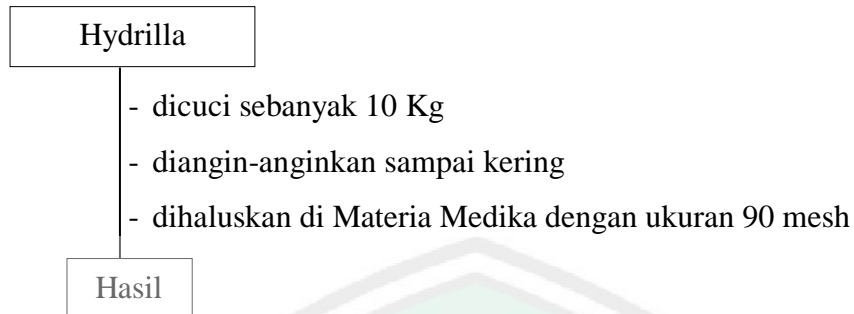 Hydrilla
- dicuci sebanyak 10 Kg
- diangin-anginkan sampai kering
- dihaluskan di Materia Medika dengan ukuran 90 mesh
Hasil